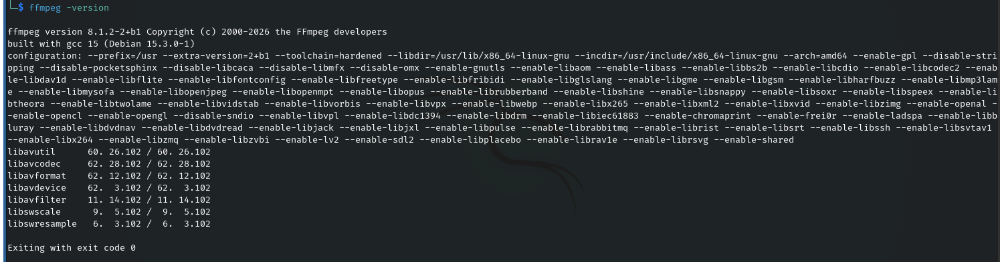 └─$ ffmpeg -version
ffmpeg version 8.1.2-2+b1 Copyright (c) 2000-2026 the FFmpeg developers
built with gcc 15 (Debian 15.3.0-1)
configuration: --prefix=/usr --extra-version=2+b1 --toolchain=hardened --libdir=/usr/lib/x86_64-linux-gnu --incdir=/usr/include/x86_64-linux-gnu --arch=amd64 --enable-gpl --disable-stri
pping --disable-pocketsphinx --disable-libcaca --disable-libmfx --disable-omx --enable-gnutls --enable-libaom --enable-libass --enable-libbs2b --enable-libcdio --enable-libcodec2 --enab
le-libdav1d --enable-libflite --enable-libfontconfig --enable-libfreetype --enable-libfribidi --enable-libglslang --enable-libgme --enable-libgsm --enable-libharfbuzz --enable-libmp3lam
e --enable-libmysofa --enable-libopenjpeg --enable-libopenmpt --enable-libopus --enable-librubberband --enable-libshine --enable-libsnappy --enable-libsoxr --enable-libspeex --enable-li
btheora --enable-libtwolame --enable-libvidstab --enable-libvorbis --enable-libvpx --enable-libwebp --enable-libx265 --enable-libxml2 --enable-libxvid --enable-libzimg --enable-openal -
-enable-opencl --enable-opengl --disable-sndio --enable-libvpl --enable-libdc1394 --enable-libdrm --enable-libiec61883 --enable-chromaprint --enable-frei0r --enable-ladspa --enable-libb
luray --enable-libdvdnav --enable-libdvdread --enable-libjack --enable-libjxl --enable-libpulse --enable-librabbitmq --enable-librist --enable-libsrt --enable-libssh --enable-libsvtav1
--enable-libx264 --enable-libzmq --enable-libzvbi --enable-lv2 --enable-sdl2 --enable-libplacebo --enable-librav1e --enable-librsvg --enable-shared
libavutil      60. 26.102 / 60. 26.102
libavcodec     62. 28.102 / 62. 28.102
libavformat    62. 12.102 / 62. 12.102
libavdevice    62.  3.102 / 62.  3.102
libavfilter    11. 14.102 / 11. 14.102
libswscale      9.  5.102 /  9.  5.102
libswresample   6.  3.102 /  6.  3.102
Exiting with exit code 0